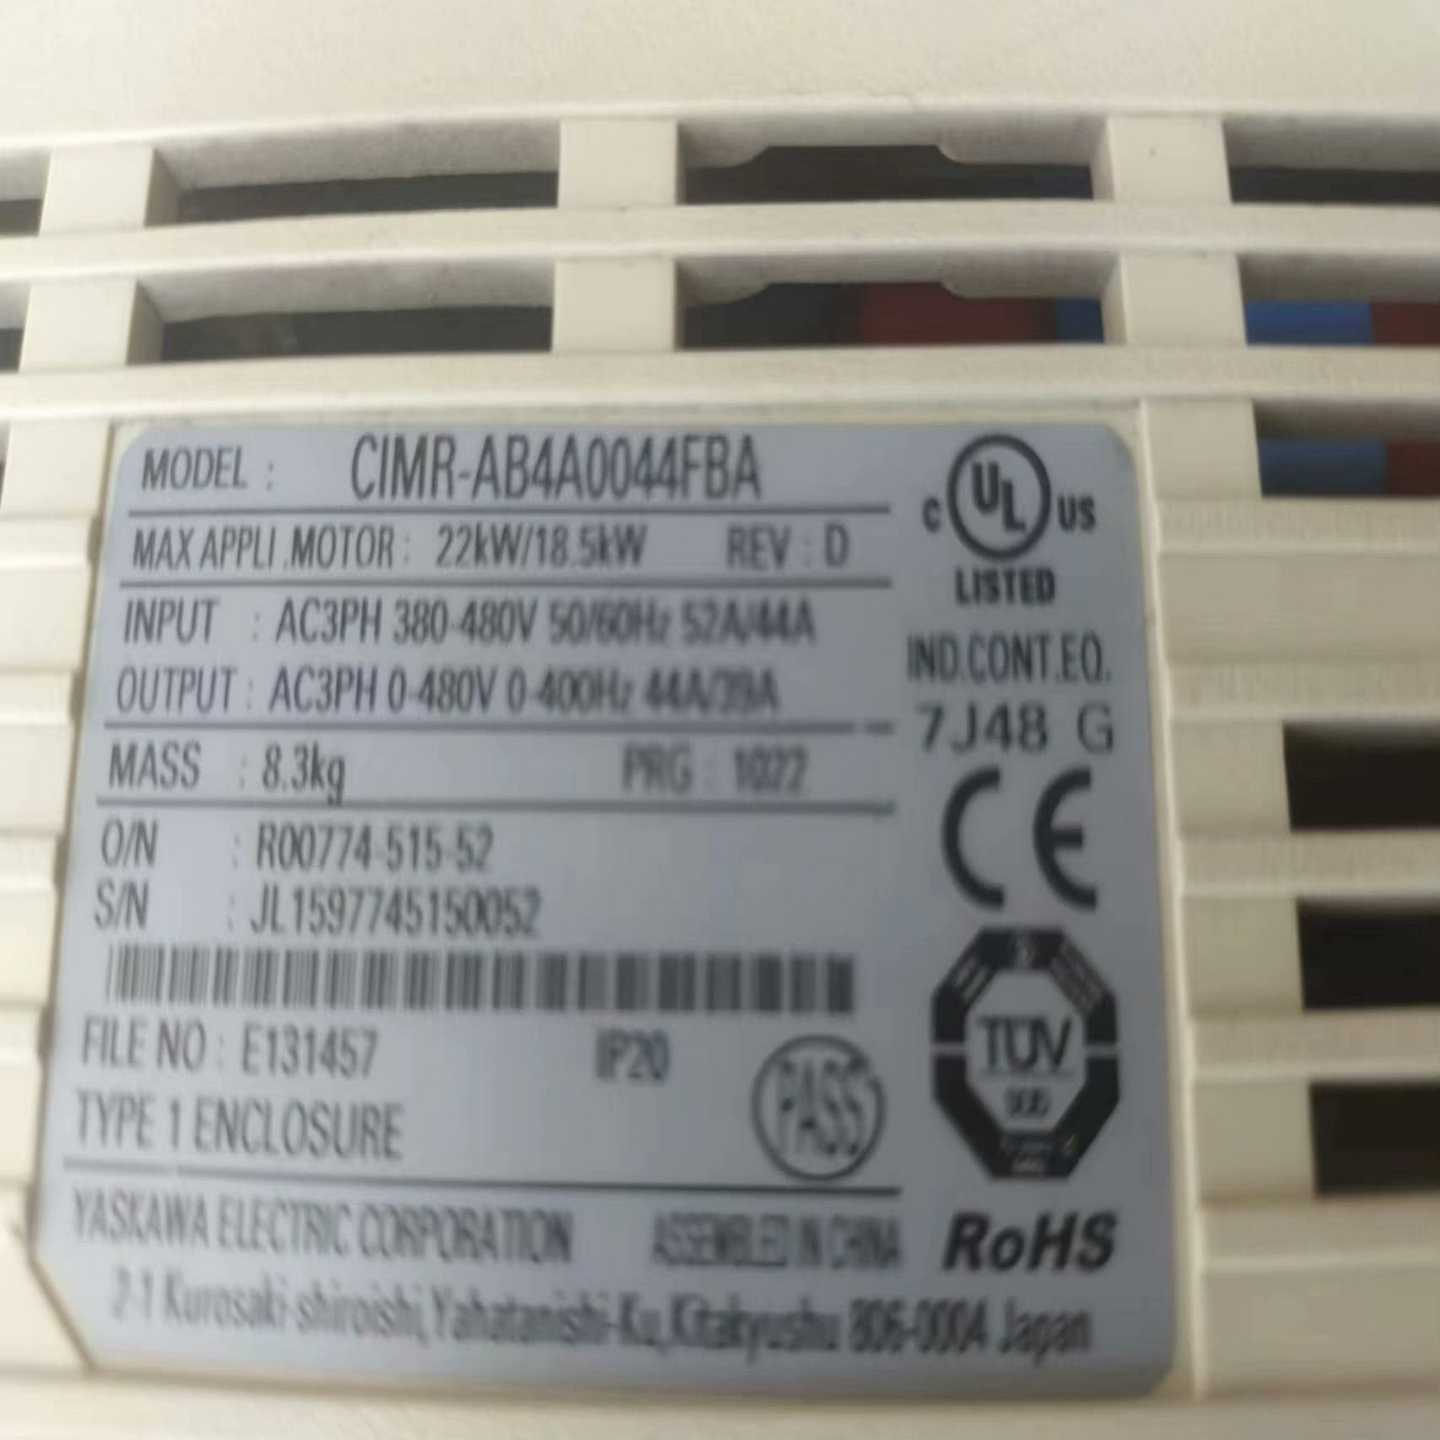 MODEL : CIMR-AB4A0044FBA
MAX APPLI.MOTOR : 22kW/18.5kW REV : D
INPUT : AC3PH 380-480V 50/60Hz 52A/44A
OUTPUT : AC3PH 0-480V 0-400Hz 44A/39A
MASS : 8.3kg PRG : 1022
O/N : R00774-515-52
S/N : JL1597745150052
FILE NO : E131457 IP20
TYPE 1 ENCLOSURE
PASS
YASKAWA ELECTRIC CORPORATION ASSEMBLED IN CHINA
2-1 Kurosaki-shiroishi,Yahatanishi-Ku,Kitakyushu 806-0004 Japan
C UL US
LISTED
IND.CONT.EQ.
7J48 G
CE
TÜV
RoHS